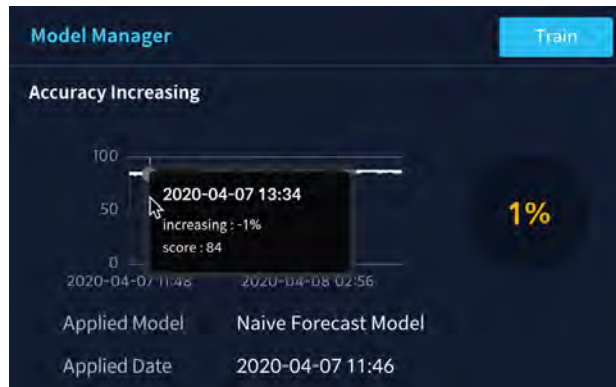 Model Manager
Train
Accuracy Increasing
100
50
0
2020-04-07 13:34
increasing : -1%
score : 84
1%
2020-04-07 11:48
2020-04-08 02:56
Applied Model
Naive Forecast Model
Applied Date
2020-04-07 11:46